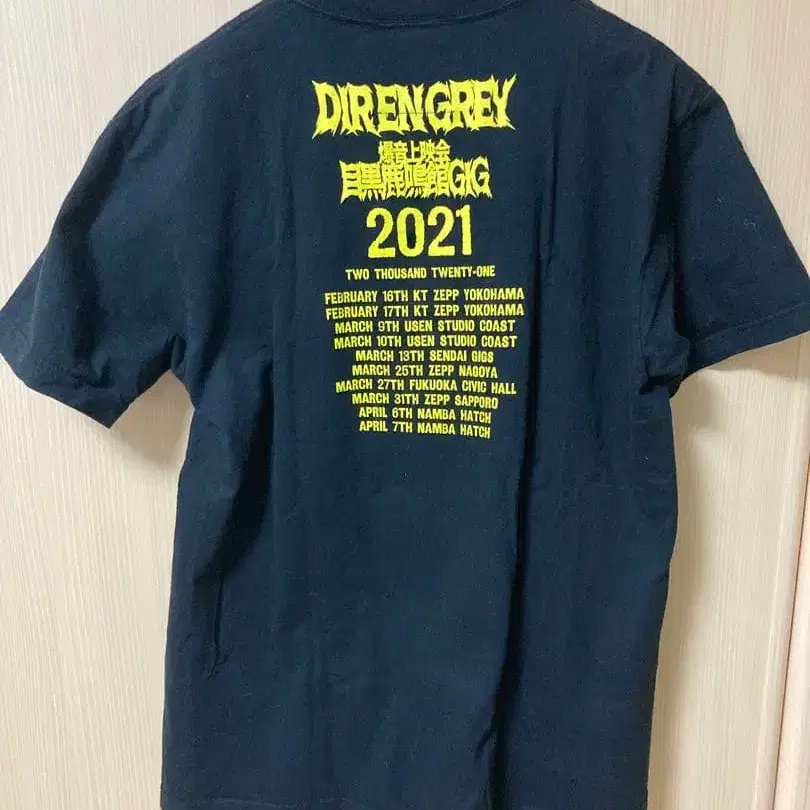 DIR EN GREY
爆音上映会
目黒鹿鳴館GIG
2021
TWO THOUSAND TWENTY-ONE
FEBRUARY 16TH KT ZEPP YOKOHAMA
FEBRUARY 17TH KT ZEPP YOKOHAMA
MARCH 9TH USEN STUDIO COAST
MARCH 10TH USEN STUDIO COAST
MARCH 13TH SENDAI GIGS
MARCH 25TH ZEPP NAGOYA
MARCH 27TH FUKUOKA CIVIC HALL
MARCH 31TH ZEPP SAPPORO
APRIL 6TH NAMBA HATCH
APRIL 7TH NAMBA HATCH